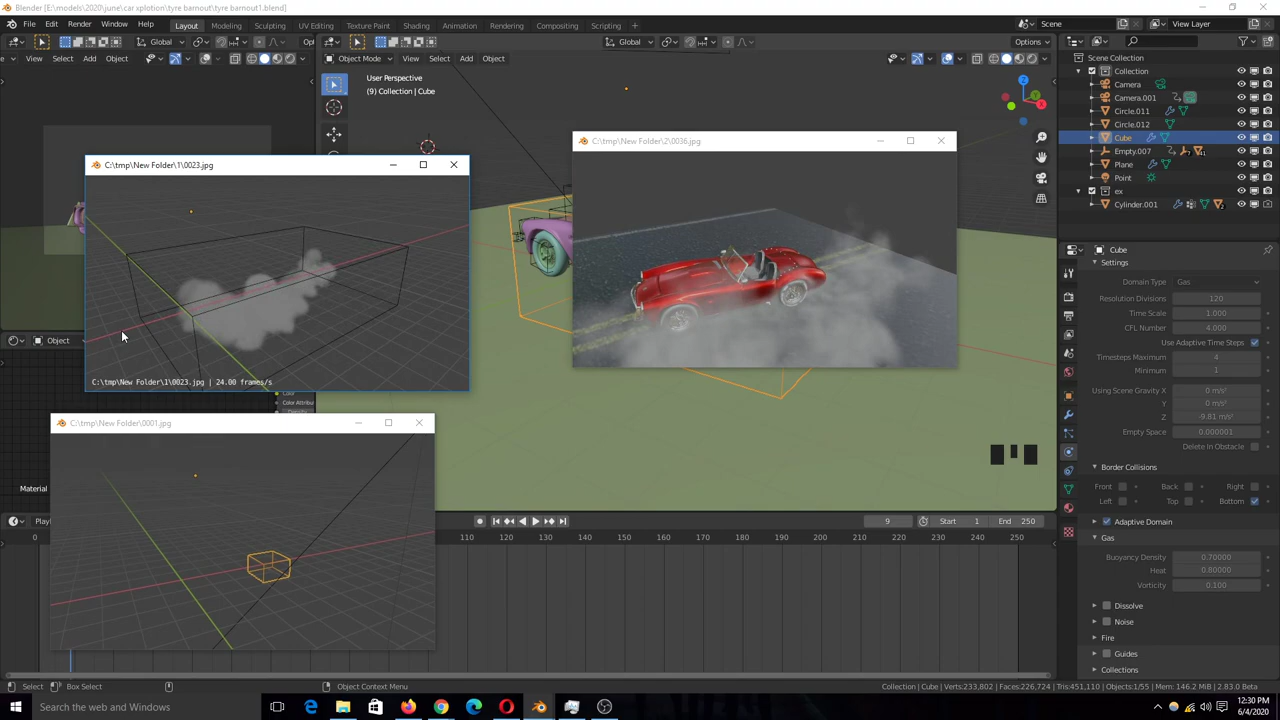 Blender [E:\models\2020\june\car xplotion\tyre barnout\tyre barnout1.blend]
File Edit Render Window Help Layout Modeling Sculpting UV Editing Texture Paint Shading Animation Rendering Compositing Scripting Scene View Layer
Global Global Options
View Select Add Object Object Mode View Select Add Object Global
User Perspective
(9) Collection | Cube
Scene Collection
Collection
Camera
Camera.001
Circle.011
Circle.012
Cube
Empty.007
Plane
Point
ex
Cylinder.001
C:\tmp\New Folder\2\0036.jpg
C:\tmp\New Folder\1\0023.jpg
C:\tmp\New Folder\1\0023.jpg | 24.00 frames/s
Object
Color
Color Attribu
Density
C:\tmp\New Folder\0001.jpg
Material
Cube
Settings
Domain Type Gas
Resolution Divisions 120
Time Scale 1.000
CFL Number 4.000
Use Adaptive Time Steps
Timesteps Maximum 4
Minimum 1
Using Scene Gravity X 0 m/s²
Y 0 m/s²
Z -9.81 m/s²
Empty Space 0.000001
Delete In Obstacle
Border Collisions
Front Back Right
Left Top Bottom
Adaptive Domain
Gas
Buoyancy Density 0.70000
Heat 0.80000
Vorticity 0.100
Dissolve
Noise
Fire
Guides
Collections
Playl 9 Start 1 End 250
0 110 120 130 140 150 160 170 180 190 200 210 220 230 240 250
Select Box Select Object Context Menu Collection | Cube | Verts:233,802 | Faces:226,724 | Tris:451,110 | Objects:1/55 | Mem: 146.2 MiB | 2.83.0 Beta
Search Windows
12:30 PM
6/4/2020